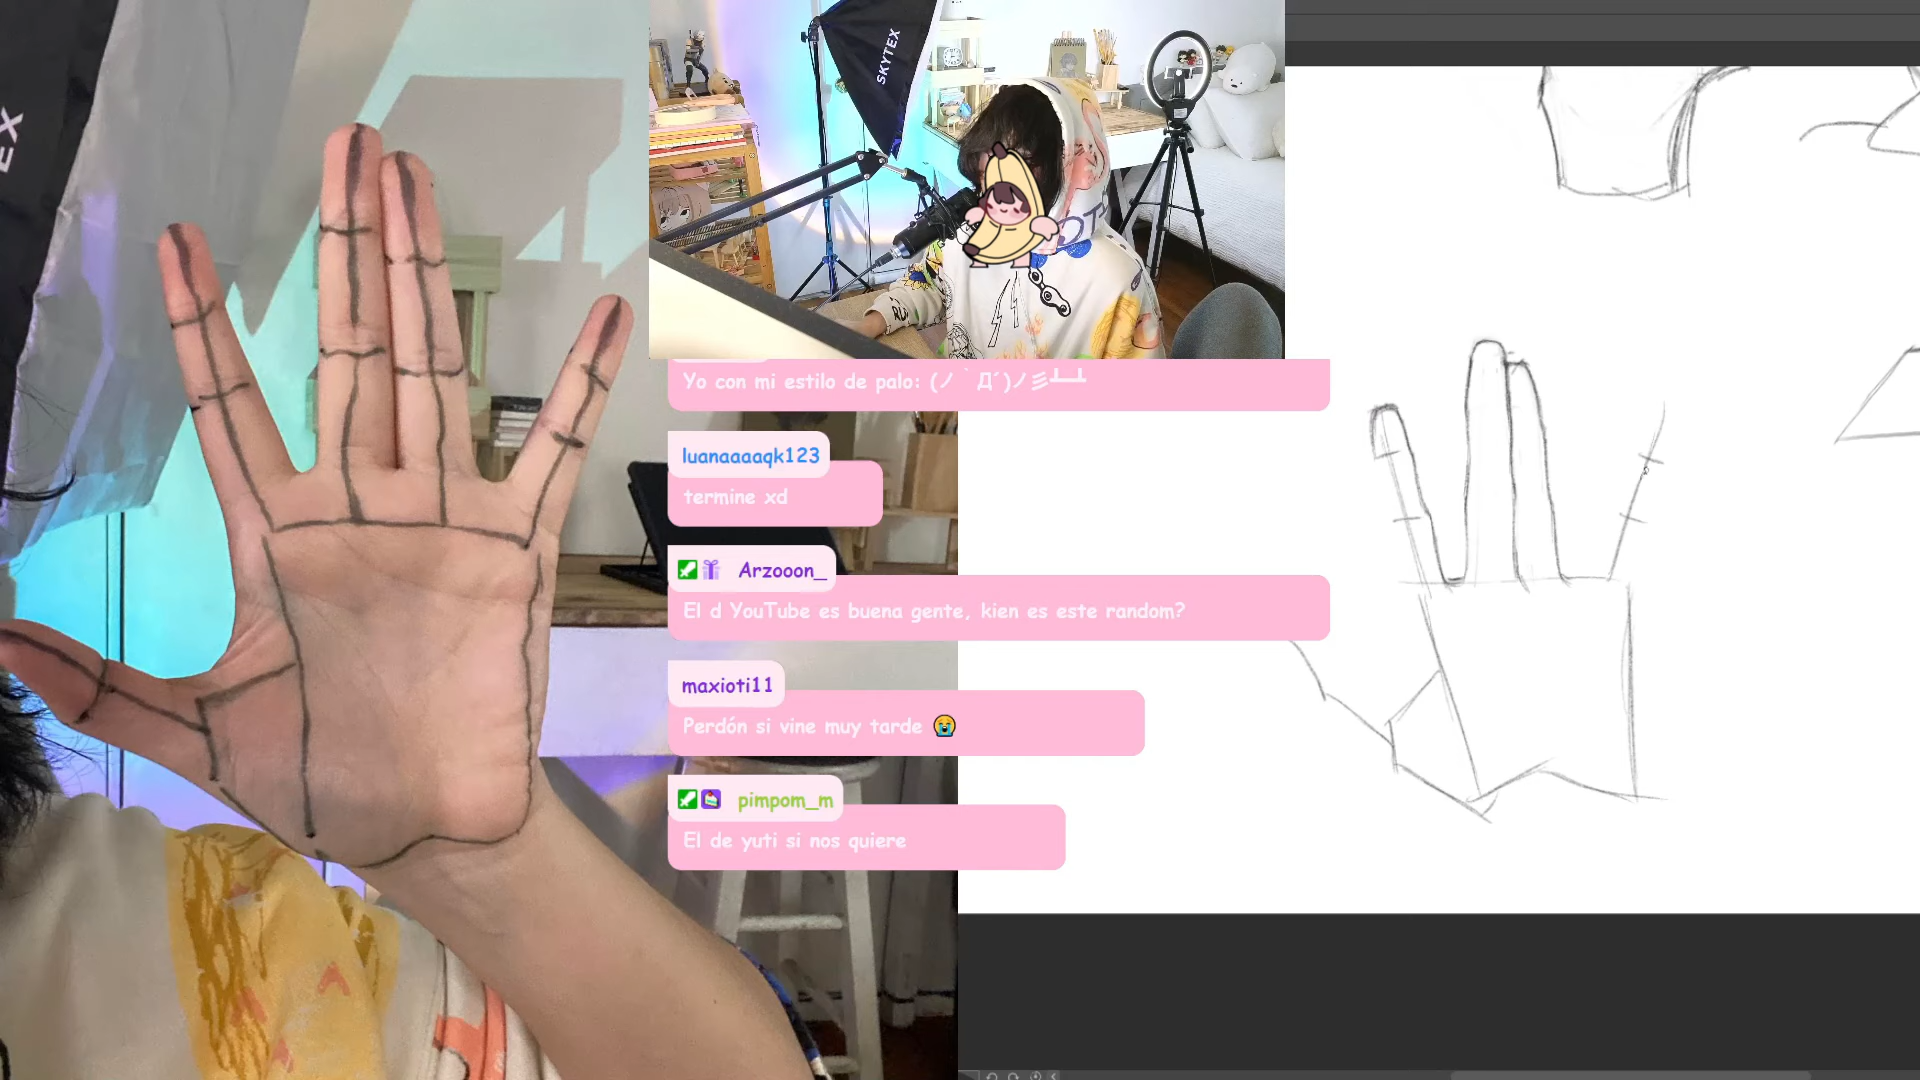 EX
SKYTEX
Yo con mi estilo de palo: (ノ｀Д´)ノ彡┻━┻
luanaaaaqk123
termine xd
Arzooon_
El d YouTube es buena gente, kien es este random?
maxioti11
Perdón si vine muy tarde 😭
pimpom_m
El de yuti si nos quiere